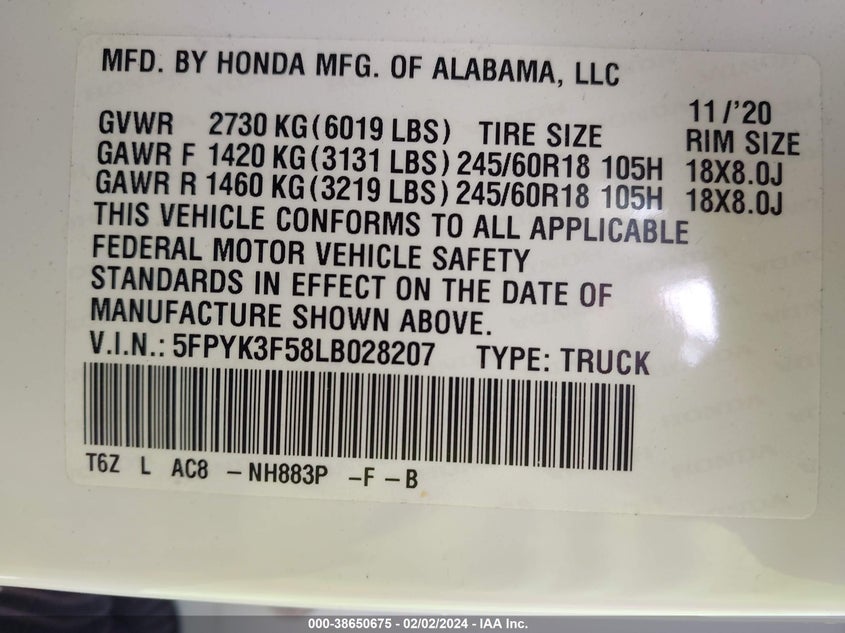 MFD. BY HONDA MFG. OF ALABAMA, LLC
11/'20
GVWR 2730 KG(6019 LBS) TIRE SIZE RIM SIZE
GAWR F 1420 KG(3131 LBS) 245/60R18 105H 18X8.0J
GAWR R 1460 KG(3219 LBS) 245/60R18 105H 18X8.0J
THIS VEHICLE CONFORMS TO ALL APPLICABLE
FEDERAL MOTOR VEHICLE SAFETY
STANDARDS IN EFFECT ON THE DATE OF
MANUFACTURE SHOWN ABOVE.
V.I.N.: 5FPYK3F58LB028207 TYPE: TRUCK
T6Z L AC8 -NH883P -F -B
000-38650675 - 02/02/2024 - IAA Inc.